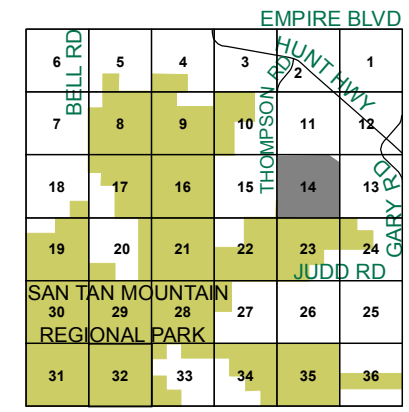 EMPIRE BLVD
6 5 4 3 2 1
BELL RD
HUNT HWY
THOMPSON RD
7 8 9 10 11 12
18 17 16 15 14 13
GARY RD
19 20 21 22 23 24
JUDD RD
SAN TAN MOUNTAIN
30 29 28 27 26 25
REGIONAL PARK
31 32 33 34 35 36